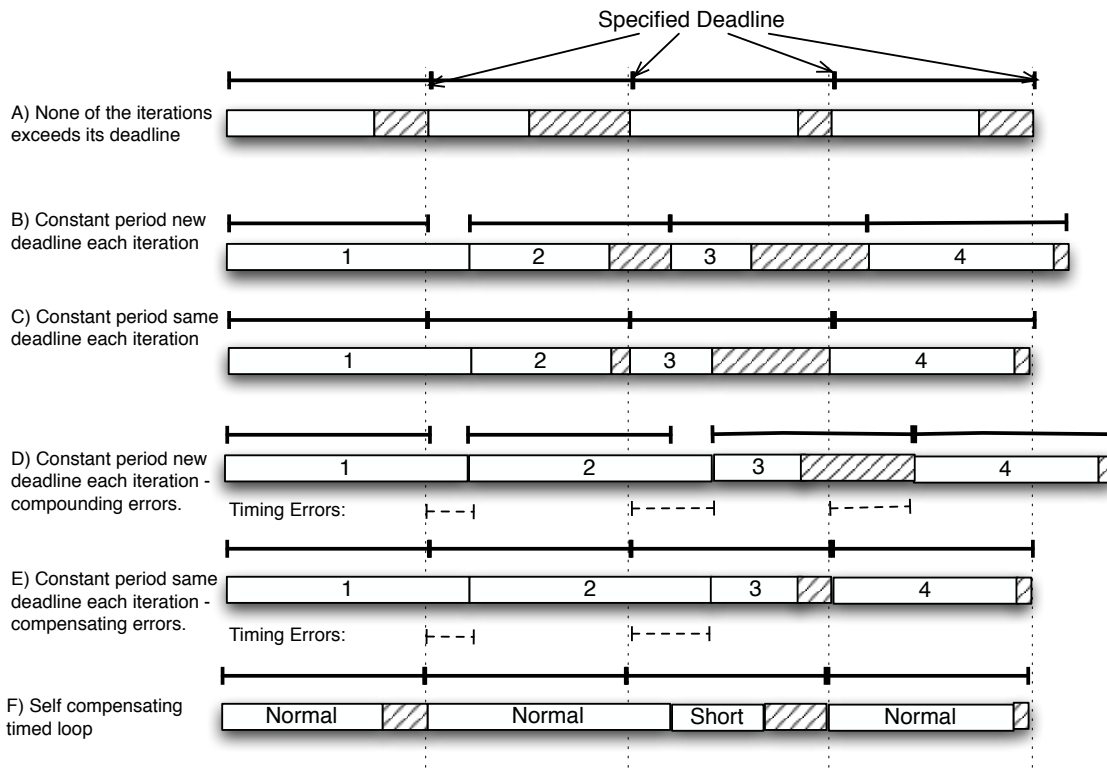 Specified Deadline
A) None of the iterations
exceeds its deadline
B) Constant period new
deadline each iteration
1 2 3 4
C) Constant period same
deadline each iteration
1 2 3 4
D) Constant period new
deadline each iteration -
compounding errors.
1 2 3 4
Timing Errors:
E) Constant period same
deadline each iteration -
compensating errors.
1 2 3 4
Timing Errors:
F) Self compensating
timed loop
Normal Normal Short Normal